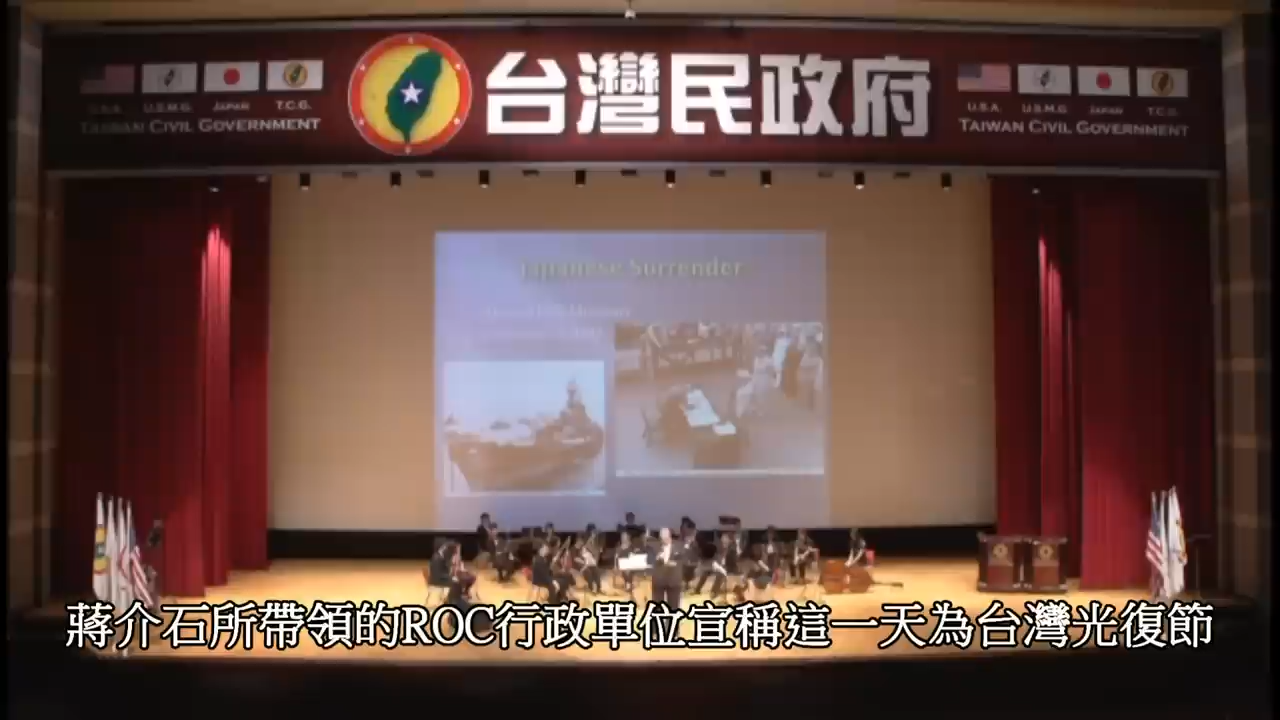 U.S.A. U.S.M.G. JAPAN T.C.G.
TAIWAN CIVIL GOVERNMENT
台灣民政府
U.S.A. U.S.M.G. JAPAN T.C.G.
TAIWAN CIVIL GOVERNMENT
Japanese Surrender
蔣介石所帶領的ROC行政單位宣稱這一天為台灣光復節